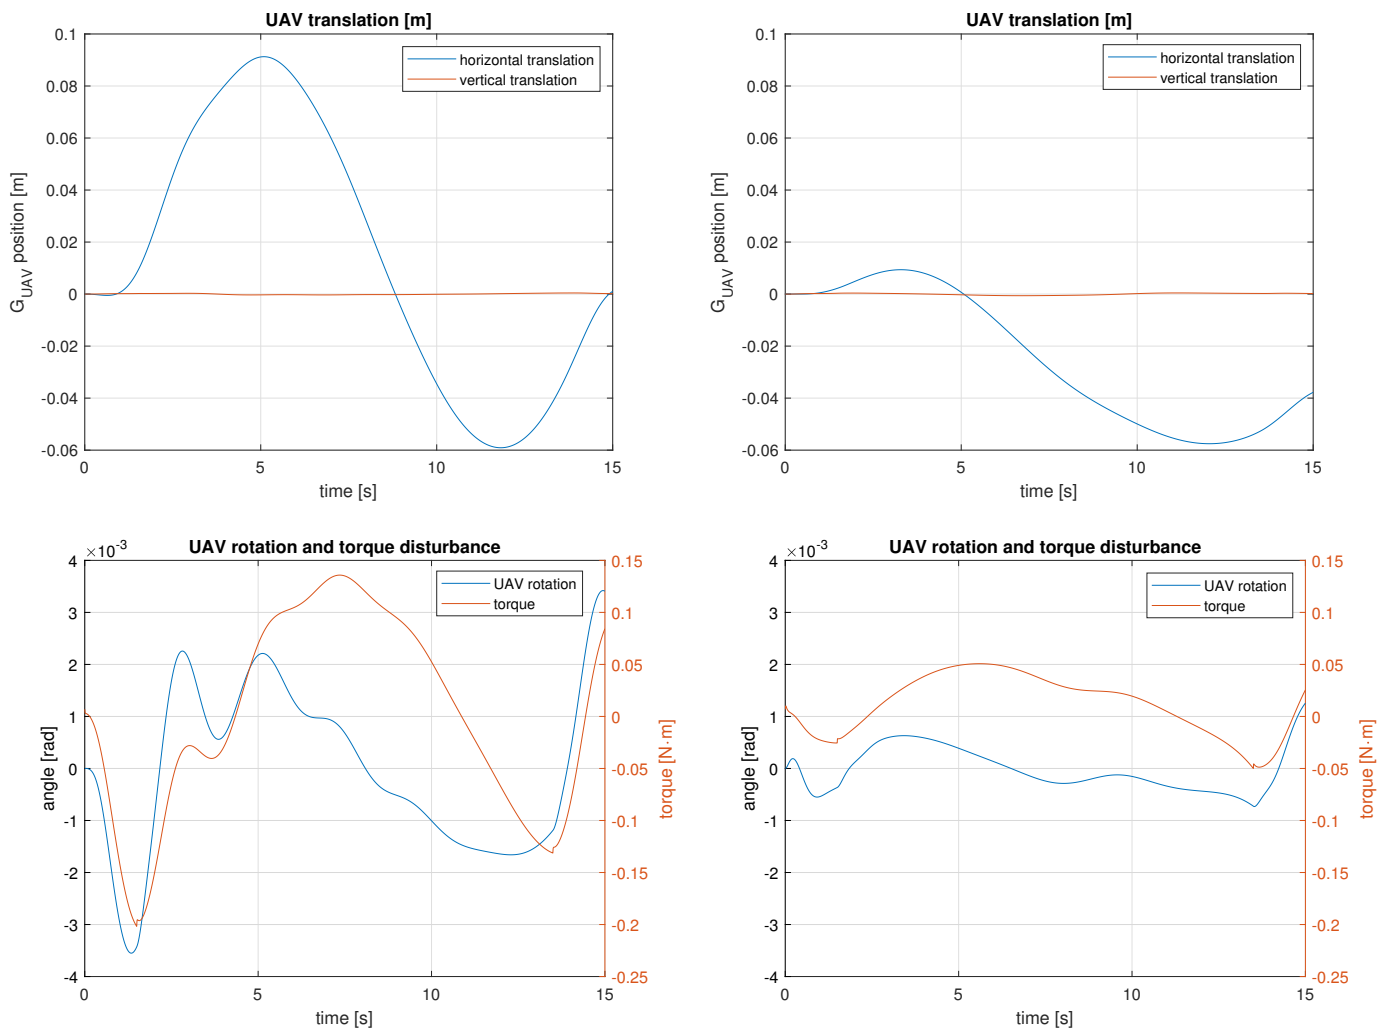 UAV translation [m]
0.1
0.08
0.06
0.04
0.02
0
-0.02
-0.04
-0.06
G_UAV position [m]
horizontal translation
vertical translation
0 5 10 15
time [s]
UAV translation [m]
0.1
0.08
0.06
0.04
0.02
0
-0.02
-0.04
-0.06
G_UAV position [m]
horizontal translation
vertical translation
0 5 10 15
time [s]
UAV rotation and torque disturbance
×10^-3
4
3
2
1
0
-1
-2
-3
-4
angle [rad]
UAV rotation
torque
0.15
0.1
0.05
0
-0.05
-0.1
-0.15
-0.2
-0.25
torque [N·m]
0 5 10 15
time [s]
UAV rotation and torque disturbance
×10^-3
4
3
2
1
0
-1
-2
-3
-4
angle [rad]
UAV rotation
torque
0.15
0.1
0.05
0
-0.05
-0.1
-0.15
-0.2
-0.25
torque [N·m]
0 5 10 15
time [s]